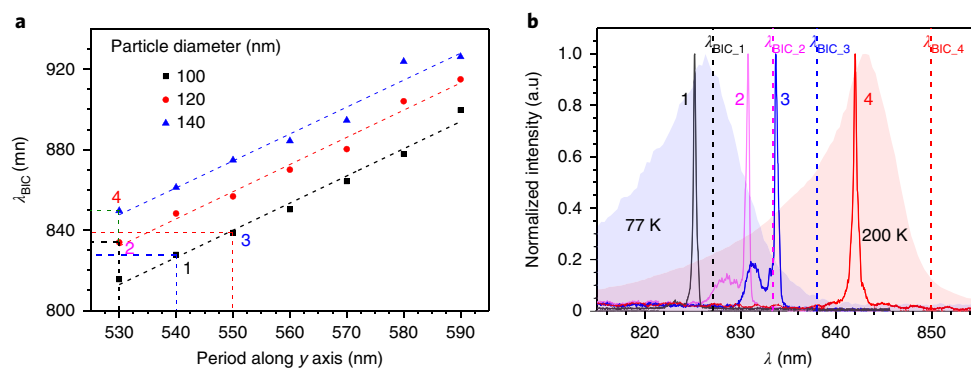 a
Particle diameter (nm)
100
120
140
920
880
840
800
λBIC (mn)
4
2
1
3
530 540 550 560 570 580 590
Period along y axis (nm)
b
λBIC_1 λBIC_2 λBIC_3 λBIC_4
1.0
0.8
0.6
0.4
0.2
0
Normalized intensity (a.u)
1 2 3 4
77 K
200 K
820 830 840 850
λ (nm)